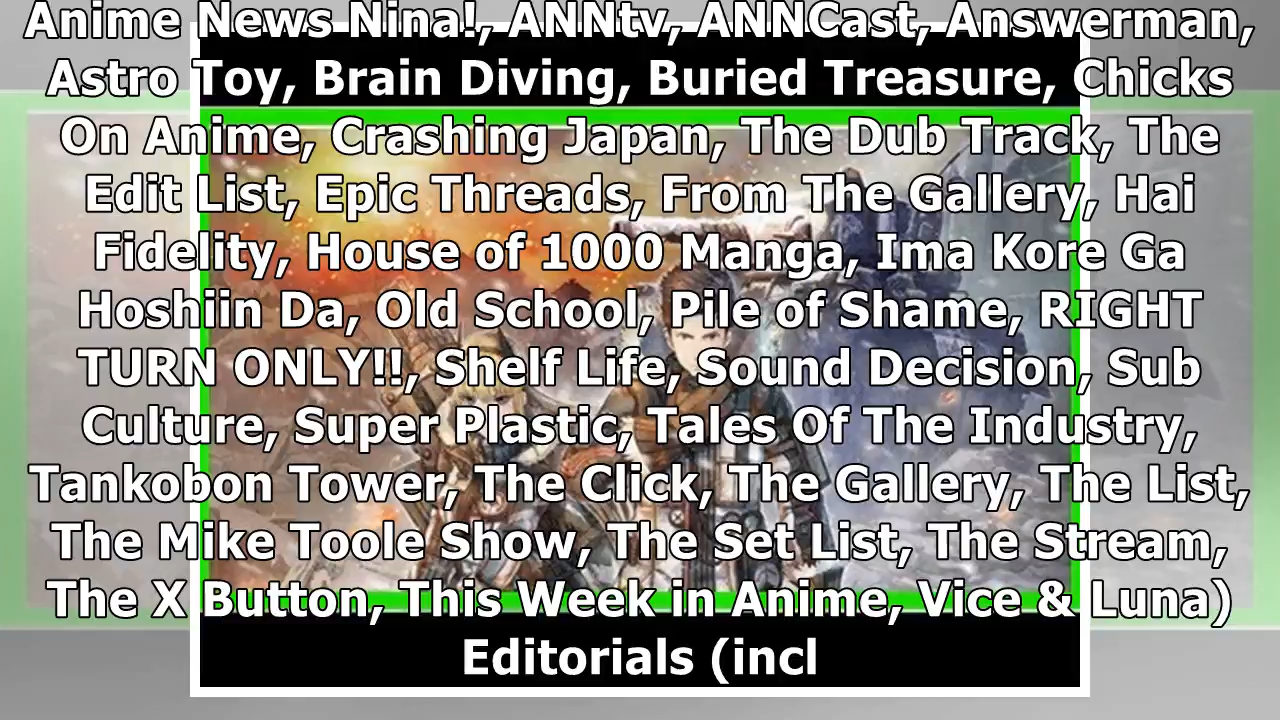 Anime News Nina!, ANNtv, ANNCast, Answerman,
Astro Toy, Brain Diving, Buried Treasure, Chicks
On Anime, Crashing Japan, The Dub Track, The
Edit List, Epic Threads, From The Gallery, Hai
Fidelity, House of 1000 Manga, Ima Kore Ga
Hoshiin Da, Old School, Pile of Shame, RIGHT
TURN ONLY!!, Shelf Life, Sound Decision, Sub
Culture, Super Plastic, Tales Of The Industry,
Tankobon Tower, The Click, The Gallery, The List,
The Mike Toole Show, The Set List, The Stream,
The X Button, This Week in Anime, Vice & Luna)
Editorials (incl